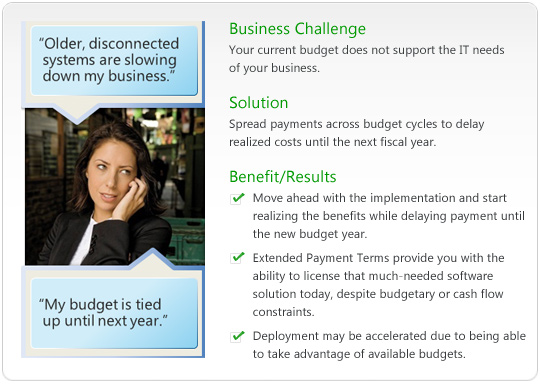 “Older, disconnected
systems are slowing
down my business.”
“My budget is tied
up until next year.”
Business Challenge
Your current budget does not support the IT needs
of your business.
Solution
Spread payments across budget cycles to delay
realized costs until the next fiscal year.
Benefit/Results
Move ahead with the implementation and start
realizing the benefits while delaying payment until
the new budget year.
Extended Payment Terms provide you with the
ability to license that much-needed software
solution today, despite budgetary or cash flow
constraints.
Deployment may be accelerated due to being able
to take advantage of available budgets.